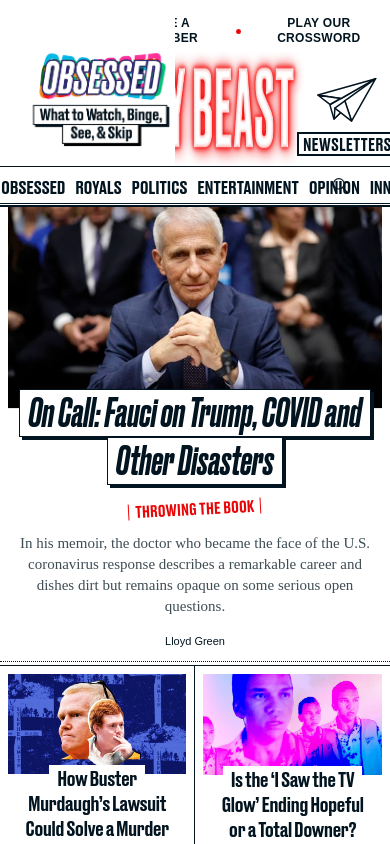 E A
PLAY OUR
BER
CROSSWORD
OBSESSED
What to Watch, Binge,
See, & Skip
Y BEAST
NEWSLETTERS
OBSESSED ROYALS POLITICS ENTERTAINMENT OPINION INN
On Call: Fauci on Trump, COVID and
Other Disasters
THROWING THE BOOK
In his memoir, the doctor who became the face of the U.S.
coronavirus response describes a remarkable career and
dishes dirt but remains opaque on some serious open
questions.
Lloyd Green
How Buster
Murdaugh's Lawsuit
Could Solve a Murder
Is the ‘I Saw the TV
Glow’ Ending Hopeful
or a Total Downer?